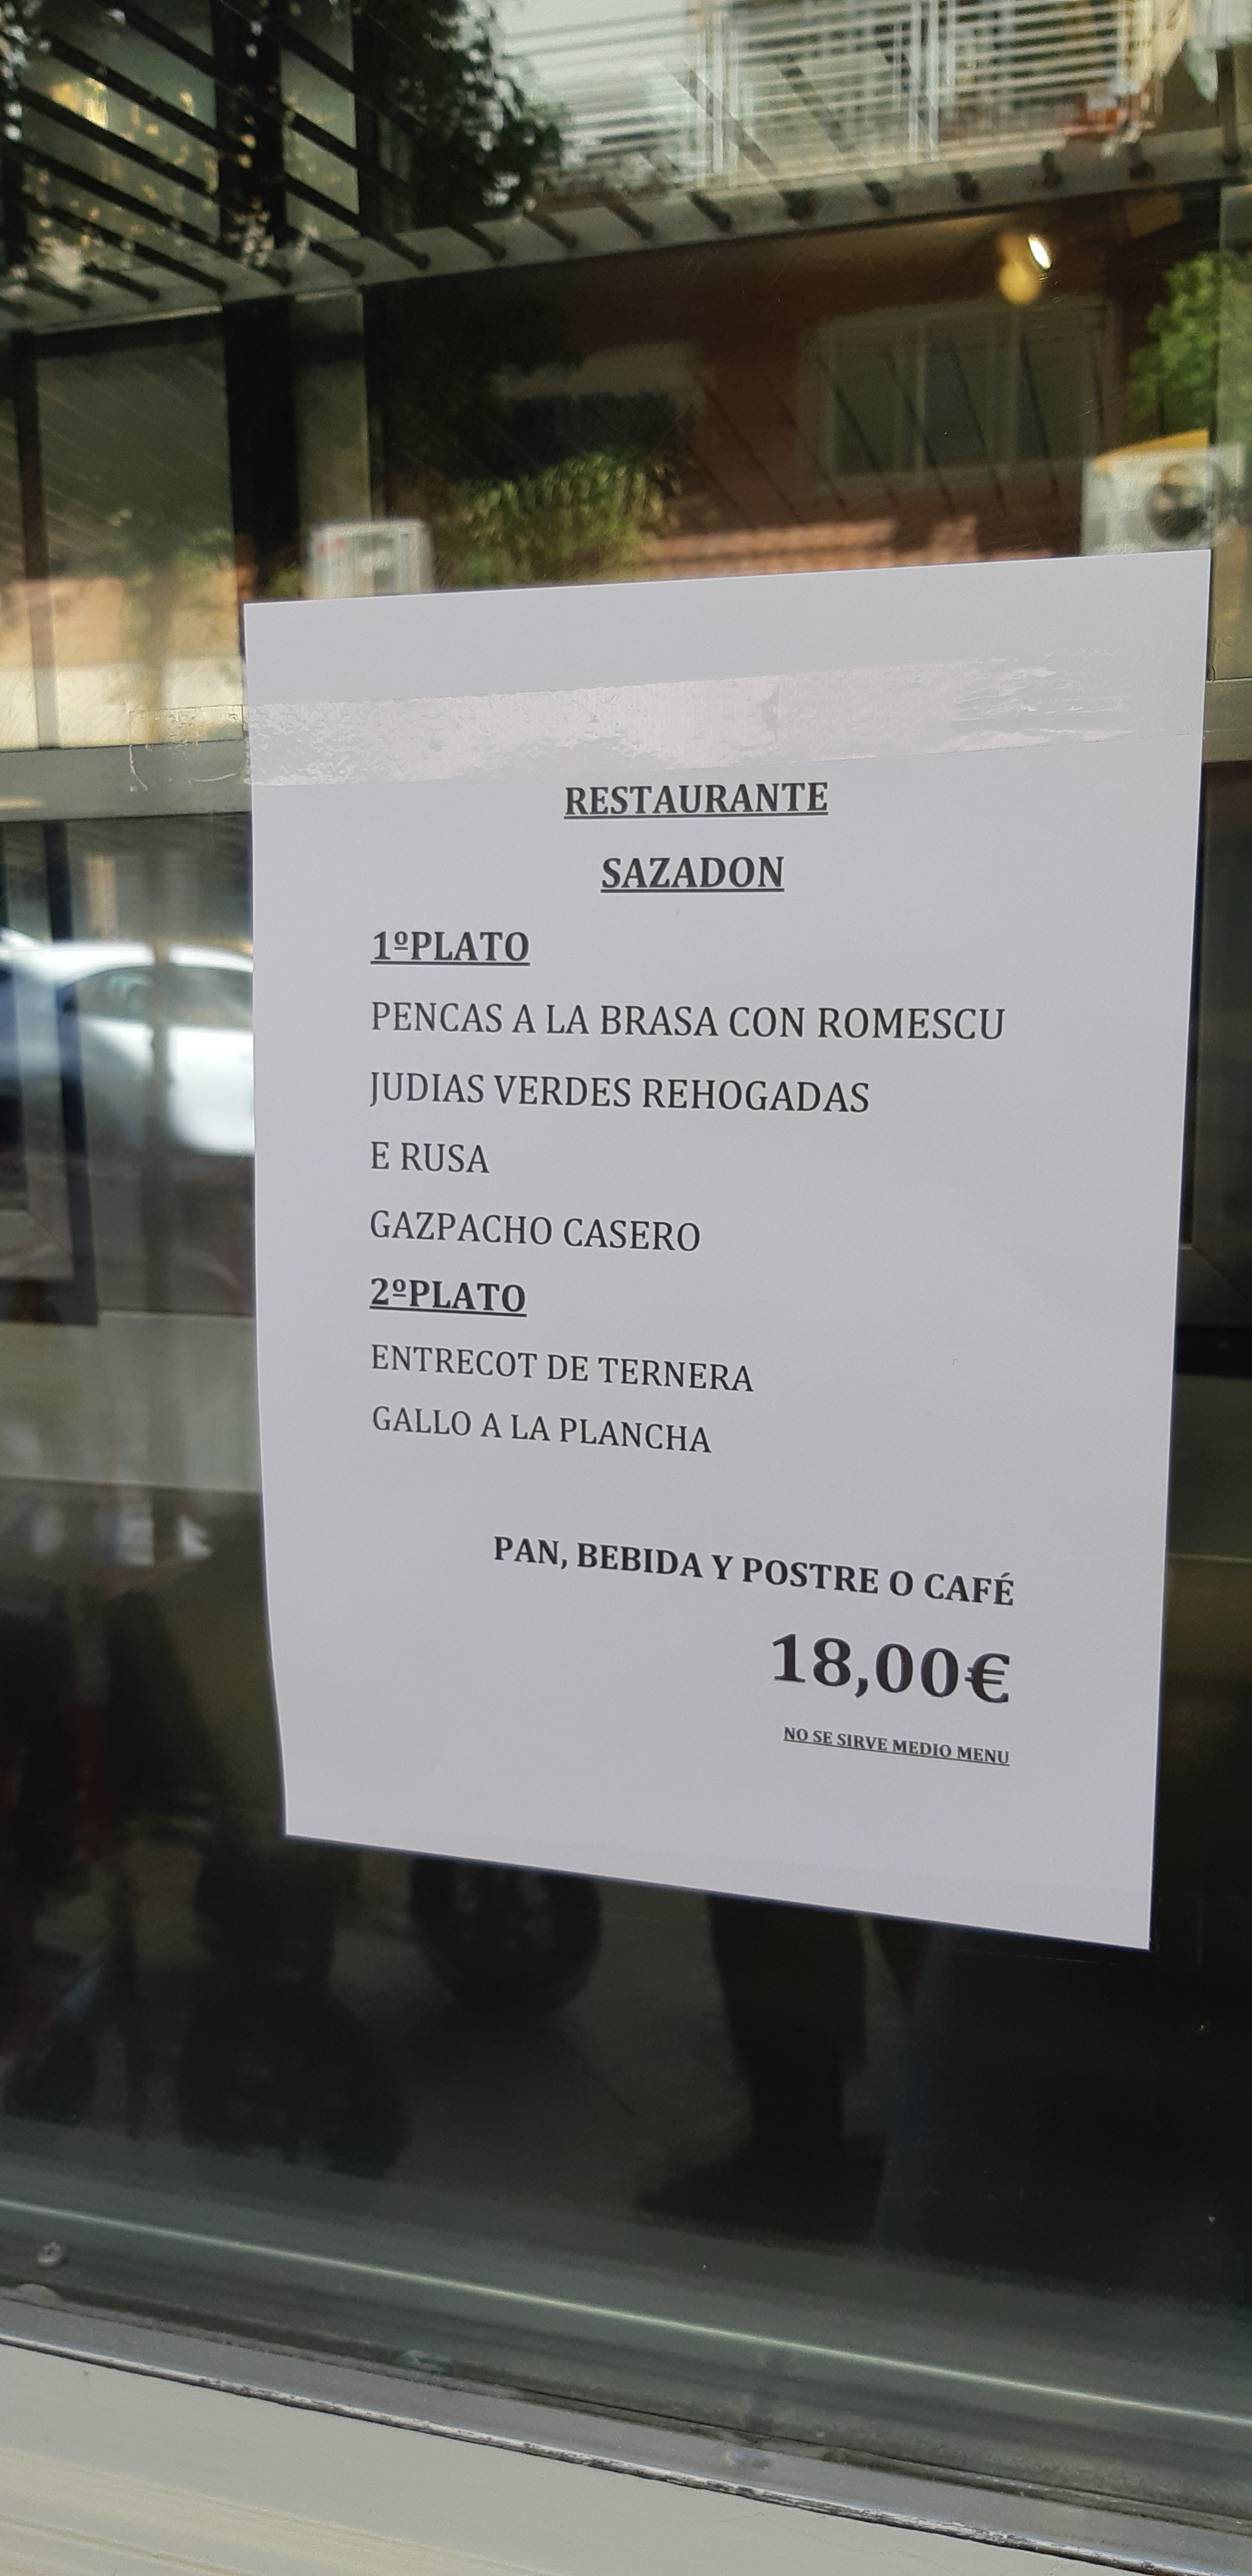 RESTAURANTE
SAZADON
1ºPLATO
PENCAS A LA BRASA CON ROMESCU
JUDIAS VERDES REHOGADAS
E RUSA
GAZPACHO CASERO
2ºPLATO
ENTRECOT DE TERNERA
GALLO A LA PLANCHA
PAN, BEBIDA Y POSTRE O CAFÉ
18,00€
NO SE SIRVE MEDIO MENU